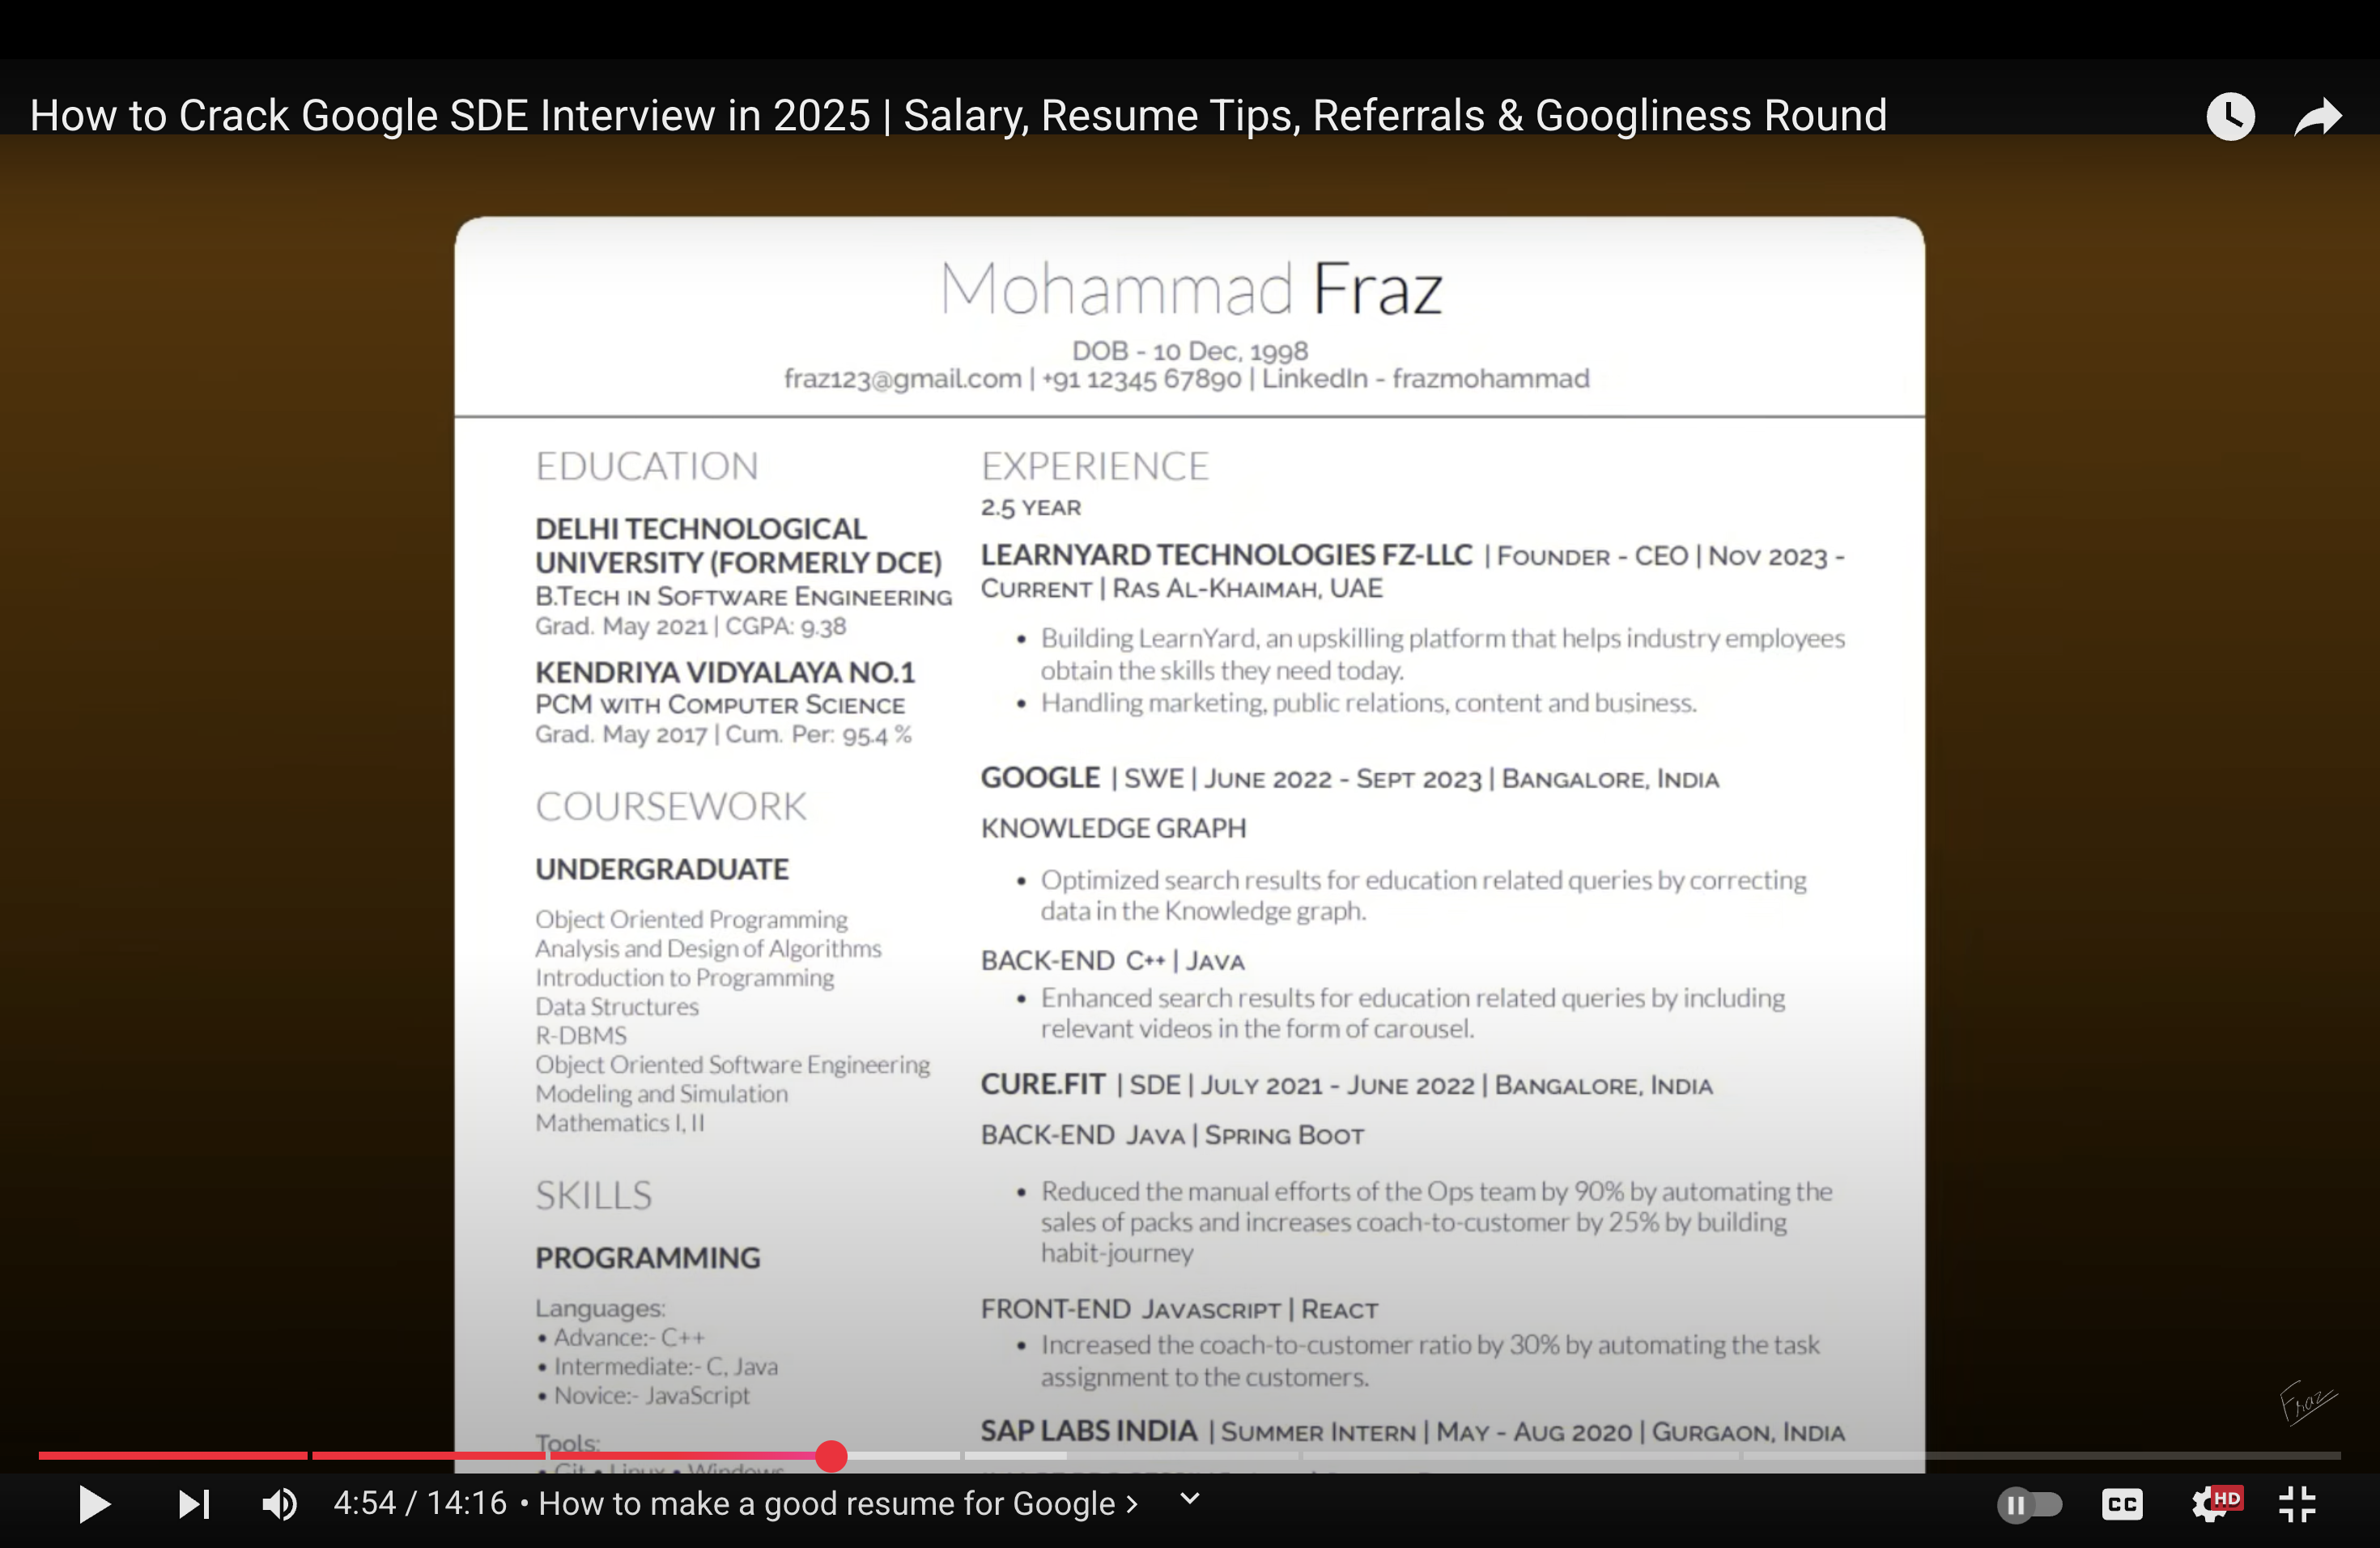 How to Crack Google SDE Interview in 2025 | Salary, Resume Tips, Referrals & Googliness Round
Mohammad Fraz
DOB - 10 Dec, 1998
fraz123@gmail.com | +91 12345 67890 | LinkedIn - frazmohammad
EDUCATION
DELHI TECHNOLOGICAL
UNIVERSITY (FORMERLY DCE)
B.TECH IN SOFTWARE ENGINEERING
Grad. May 2021 | CGPA: 9.38
KENDRIYA VIDYALAYA NO.1
PCM WITH COMPUTER SCIENCE
Grad. May 2017 | Cum. Per: 95.4 %
COURSEWORK
UNDERGRADUATE
Object Oriented Programming
Analysis and Design of Algorithms
Introduction to Programming
Data Structures
R-DBMS
Object Oriented Software Engineering
Modeling and Simulation
Mathematics I, II
SKILLS
PROGRAMMING
Languages:
• Advance:- C++
• Intermediate:- C, Java
• Novice:- JavaScript
Tools:
• Git • Linux • Windows
EXPERIENCE
2.5 YEAR
LEARNYARD TECHNOLOGIES FZ-LLC | FOUNDER - CEO | NOV 2023 -
CURRENT | RAS AL-KHAIMAH, UAE
• Building LearnYard, an upskilling platform that helps industry employees
obtain the skills they need today.
• Handling marketing, public relations, content and business.
GOOGLE | SWE | JUNE 2022 - SEPT 2023 | BANGALORE, INDIA
KNOWLEDGE GRAPH
• Optimized search results for education related queries by correcting
data in the Knowledge graph.
BACK-END C++ | JAVA
• Enhanced search results for education related queries by including
relevant videos in the form of carousel.
CURE.FIT | SDE | JULY 2021 - JUNE 2022 | BANGALORE, INDIA
BACK-END JAVA | SPRING BOOT
• Reduced the manual efforts of the Ops team by 90% by automating the
sales of packs and increases coach-to-customer by 25% by building
habit-journey
FRONT-END JAVASCRIPT | REACT
• Increased the coach-to-customer ratio by 30% by automating the task
assignment to the customers.
SAP LABS INDIA | SUMMER INTERN | MAY - AUG 2020 | GURGAON, INDIA
Fraz
4:54 / 14:16 • How to make a good resume for Google >
CC
HD